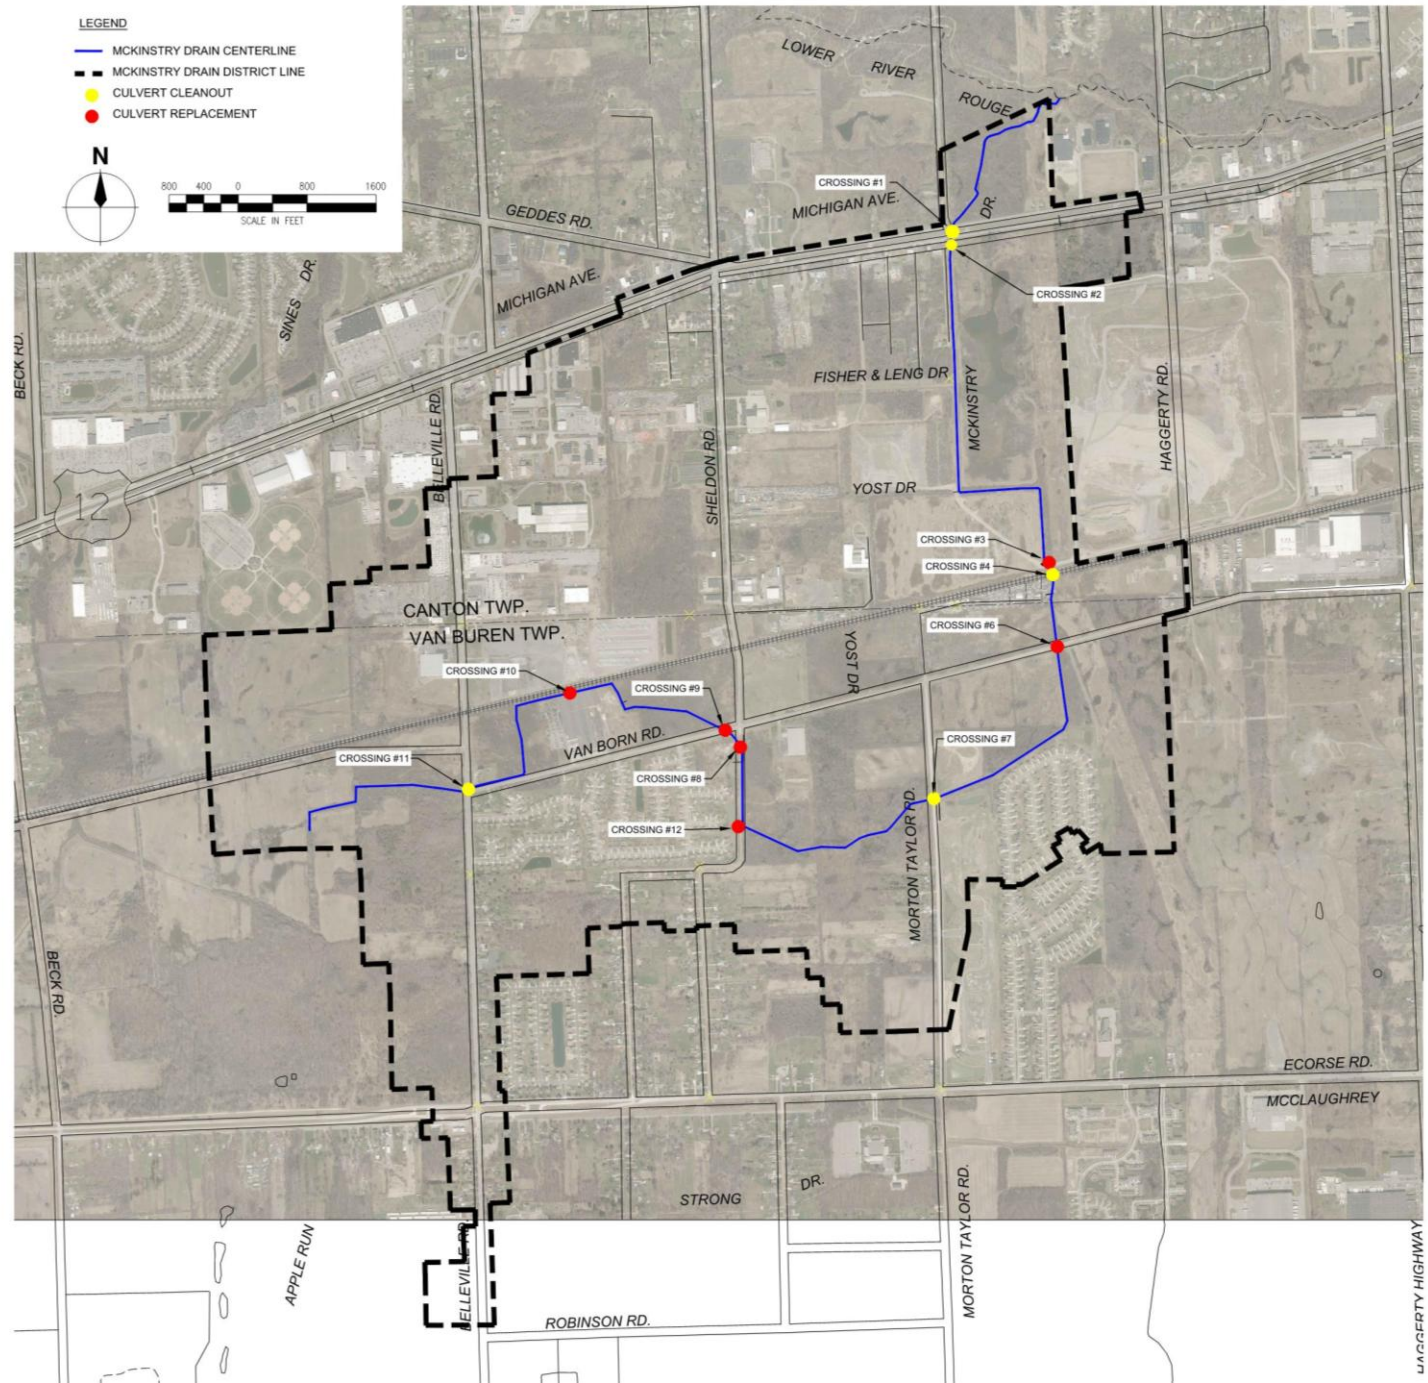 LEGEND
MCKINSTRY DRAIN CENTERLINE
MCKINSTRY DRAIN DISTRICT LINE
CULVERT CLEANOUT
CULVERT REPLACEMENT
N
800 400 0 800 1600
SCALE IN FEET
LOWER RIVER ROUGE
CROSSING #1
MICHIGAN AVE.
DR.
GEDDES RD.
CROSSING #2
MICHIGAN AVE.
SINES DR.
BECK RD.
FISHER & LENG DR
MCKINSTRY
HAGGERTY RD.
BELLEVILLE RD.
SHELDON RD.
YOST DR
12
CROSSING #3
CROSSING #4
CANTON TWP.
VAN BUREN TWP.
CROSSING #6
YOST DR
CROSSING #10
CROSSING #9
VAN BORN RD.
CROSSING #7
CROSSING #11
CROSSING #8
CROSSING #12
MORTON TAYLOR RD.
BECK RD.
ECORSE RD.
MCCLAUGHREY
STRONG DR.
APPLE RUN
BELLEVILLE RD.
MORTON TAYLOR RD.
HAGGERTY HIGHWAY
ROBINSON RD.